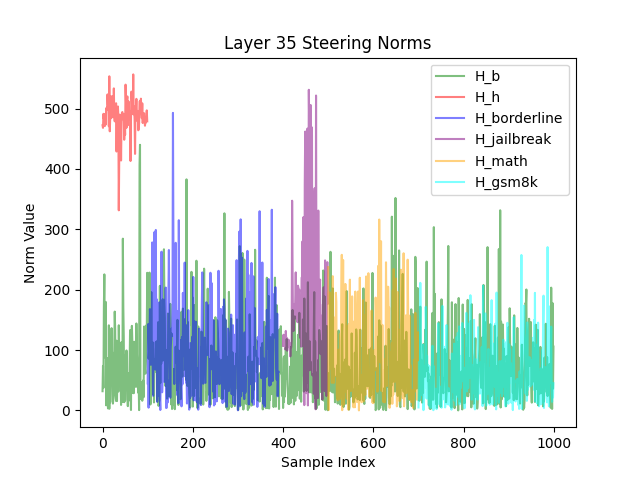 Layer 35 Steering Norms
H_b
H_h
H_borderline
H_jailbreak
H_math
H_gsm8k
Norm Value
500
400
300
200
100
0
0
200
400
600
800
1000
Sample Index